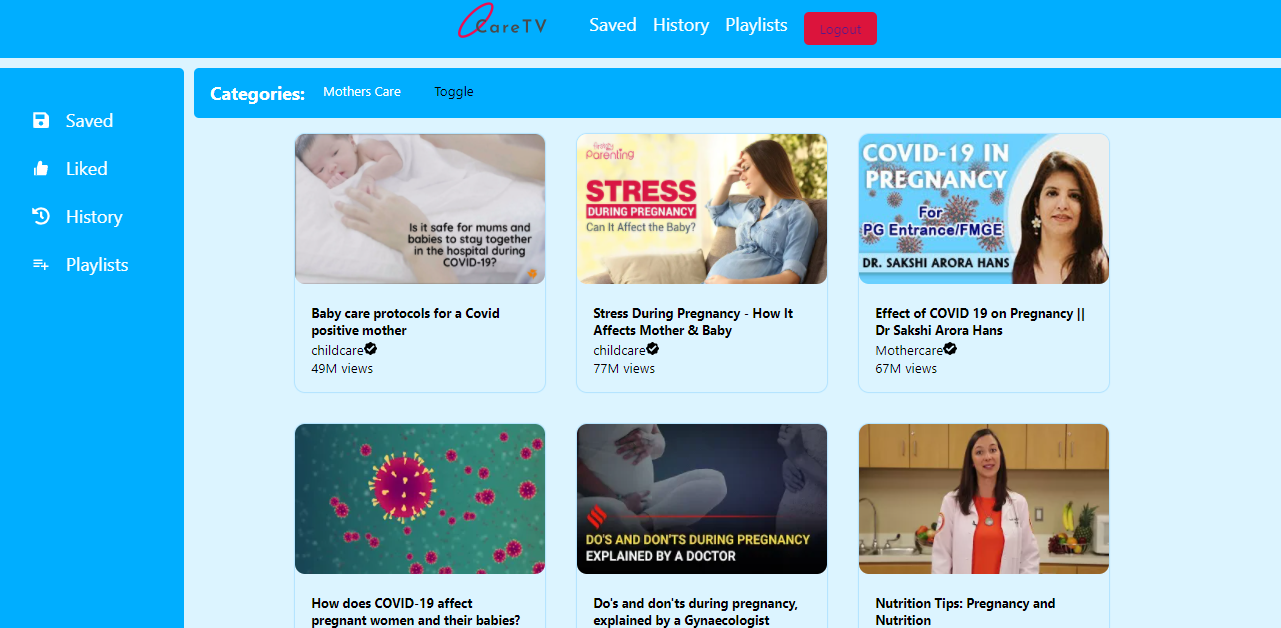 CareTV
Saved
History
Playlists
Logout
Saved
Liked
History
Playlists
Categories:
Mothers Care
Toggle
Is it safe for mums and
babies to stay together
in the hospital during
COVID-19?
Baby care protocols for a Covid
positive mother
childcare
49M views
firstcry
Parenting
STRESS
DURING PREGNANCY
Can It Affect the Baby?
Stress During Pregnancy - How It
Affects Mother & Baby
childcare
77M views
COVID-19 IN
PREGNANCY
For
PG Entrance/FMGE
DR. SAKSHI ARORA HANS
Effect of COVID 19 on Pregnancy ||
Dr Sakshi Arora Hans
Mothercare
67M views
How does COVID-19 affect
pregnant women and their babies?
DO'S AND DON'TS DURING PREGNANCY
EXPLAINED BY A DOCTOR
Do's and don'ts during pregnancy,
explained by a Gynaecologist
Nutrition Tips: Pregnancy and
Nutrition